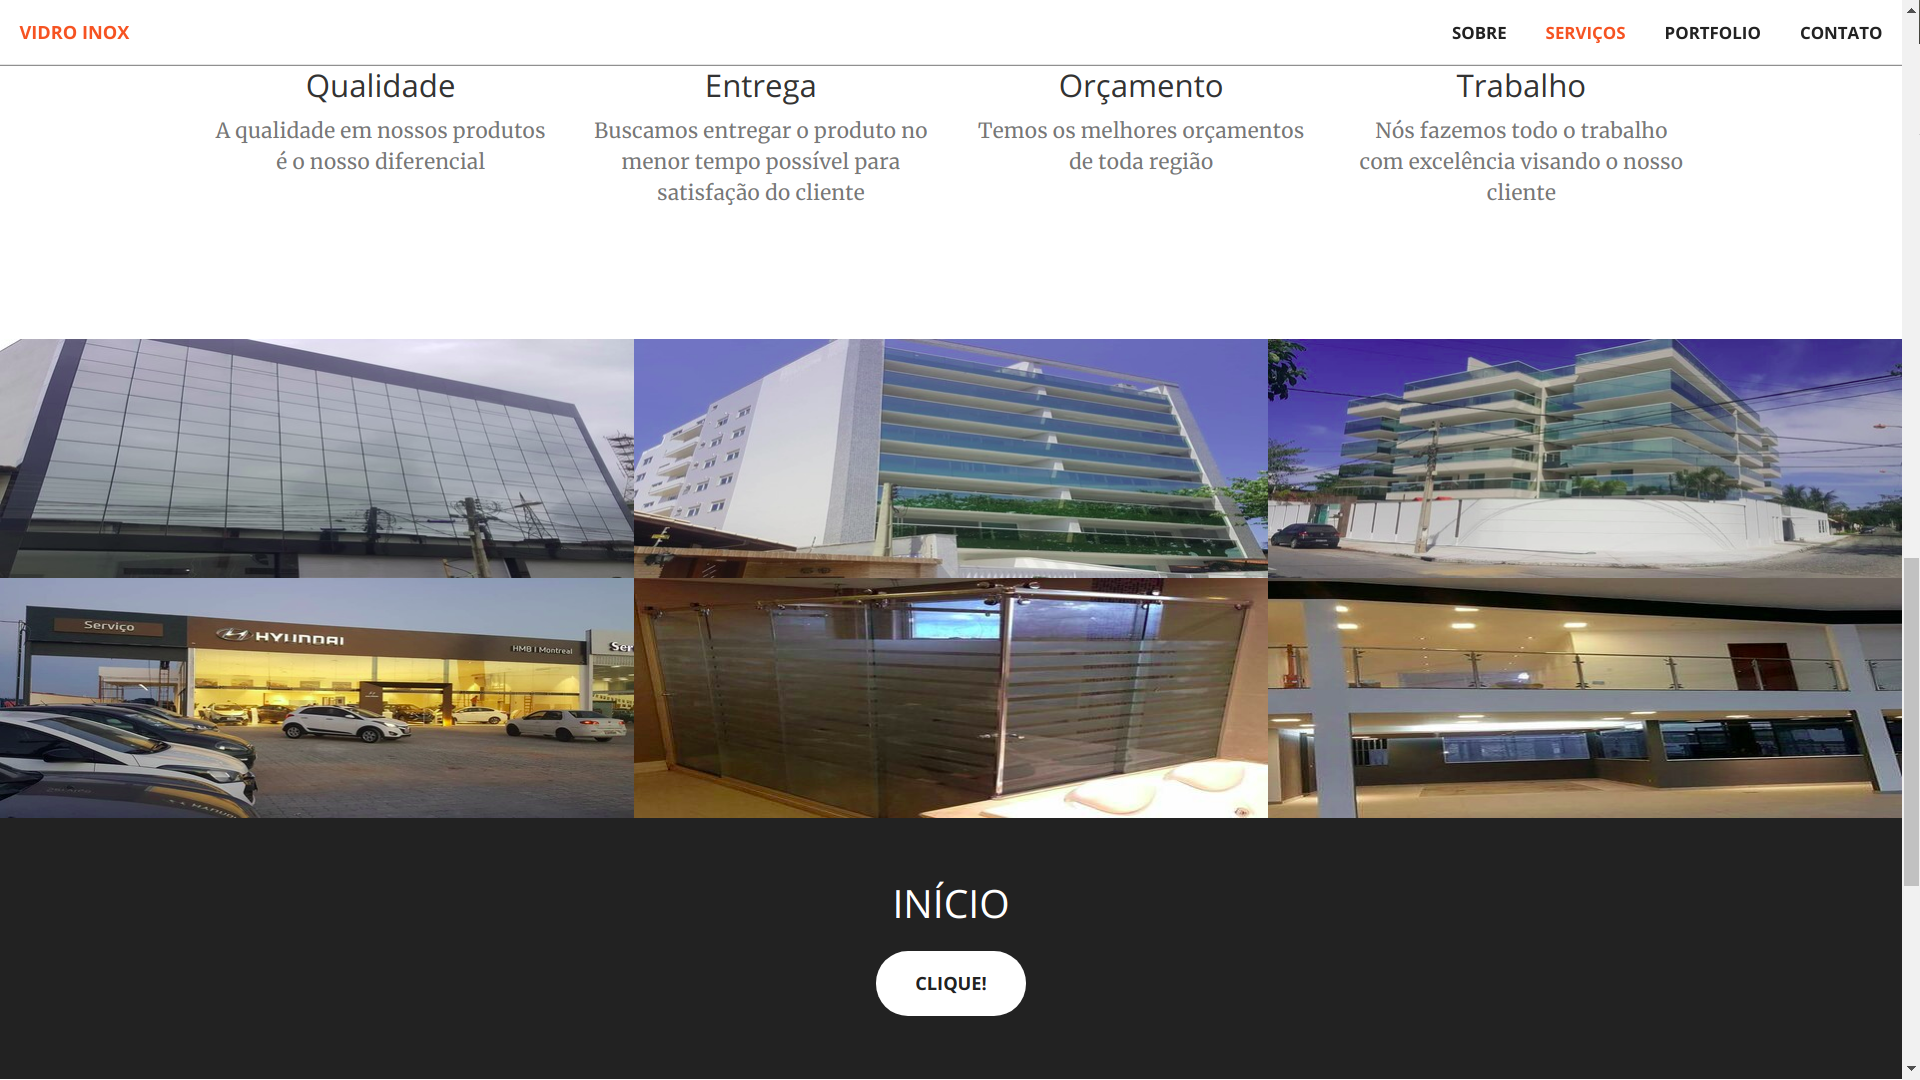 VIDRO INOX
SOBRE
SERVIÇOS
PORTFOLIO
CONTATO
Qualidade
A qualidade em nossos produtos
é o nosso diferencial
Entrega
Buscamos entregar o produto no
menor tempo possível para
satisfação do cliente
Orçamento
Temos os melhores orçamentos
de toda região
Trabalho
Nós fazemos todo o trabalho
com excelência visando o nosso
cliente
Serviço
HYUNDAI
HMB | Montreal
Ser
INÍCIO
CLIQUE!